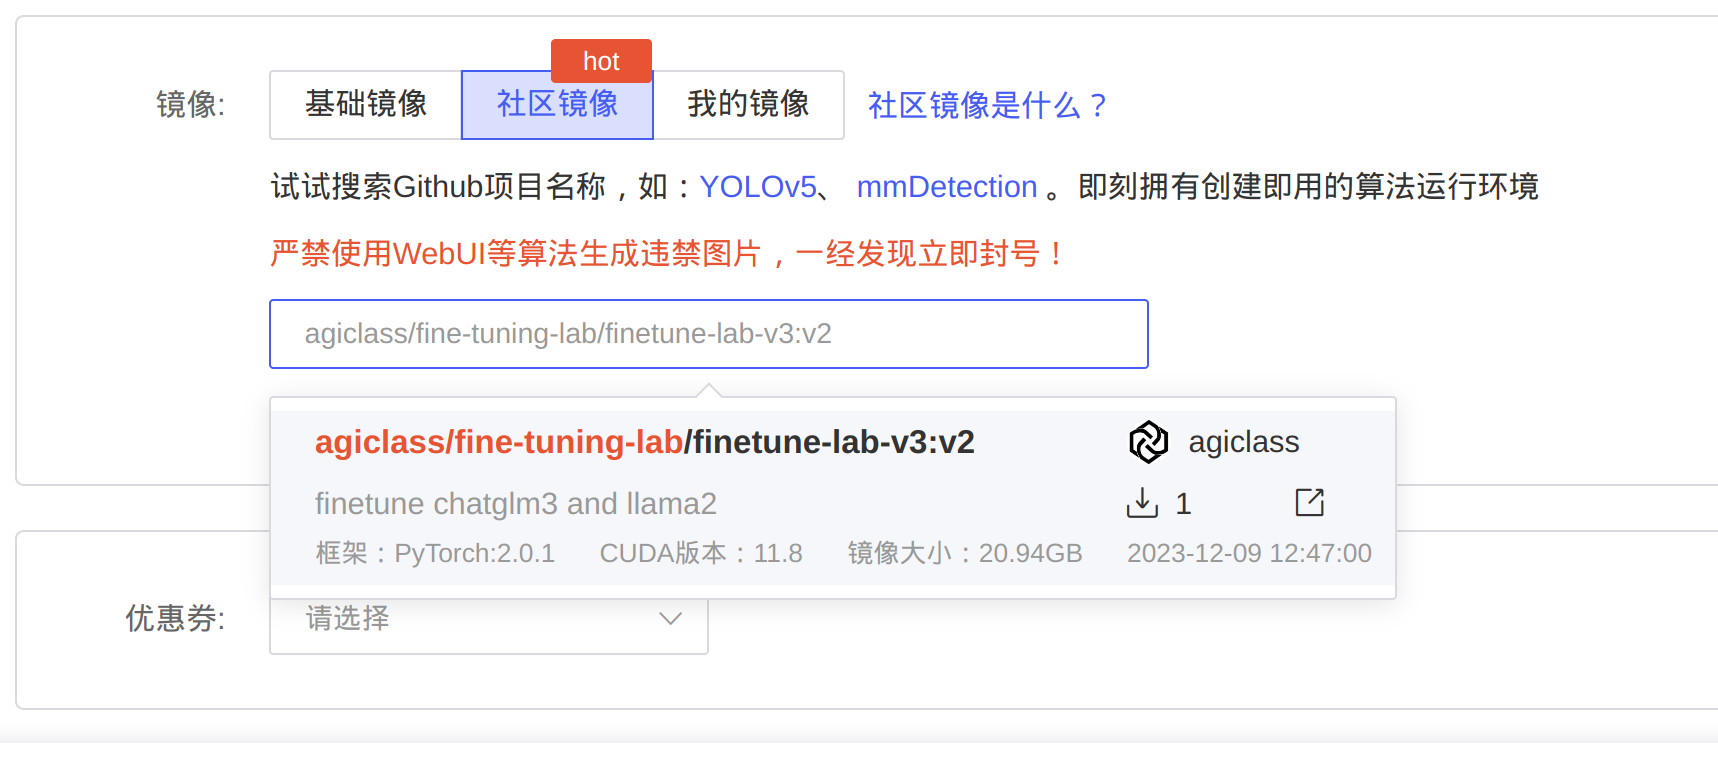 hot
镜像: 基础镜像 社区镜像 我的镜像 社区镜像是什么？
试试搜索Github项目名称，如：YOLOv5、 mmDetection 。即刻拥有创建即用的算法运行环境
严禁使用WebUI等算法生成违禁图片，一经发现立即封号！
agiclass/fine-tuning-lab/finetune-lab-v3:v2
agiclass/fine-tuning-lab/finetune-lab-v3:v2 agiclass
finetune chatglm3 and llama2 1
框架：PyTorch:2.0.1 CUDA版本：11.8 镜像大小：20.94GB 2023-12-09 12:47:00
优惠券: 请选择